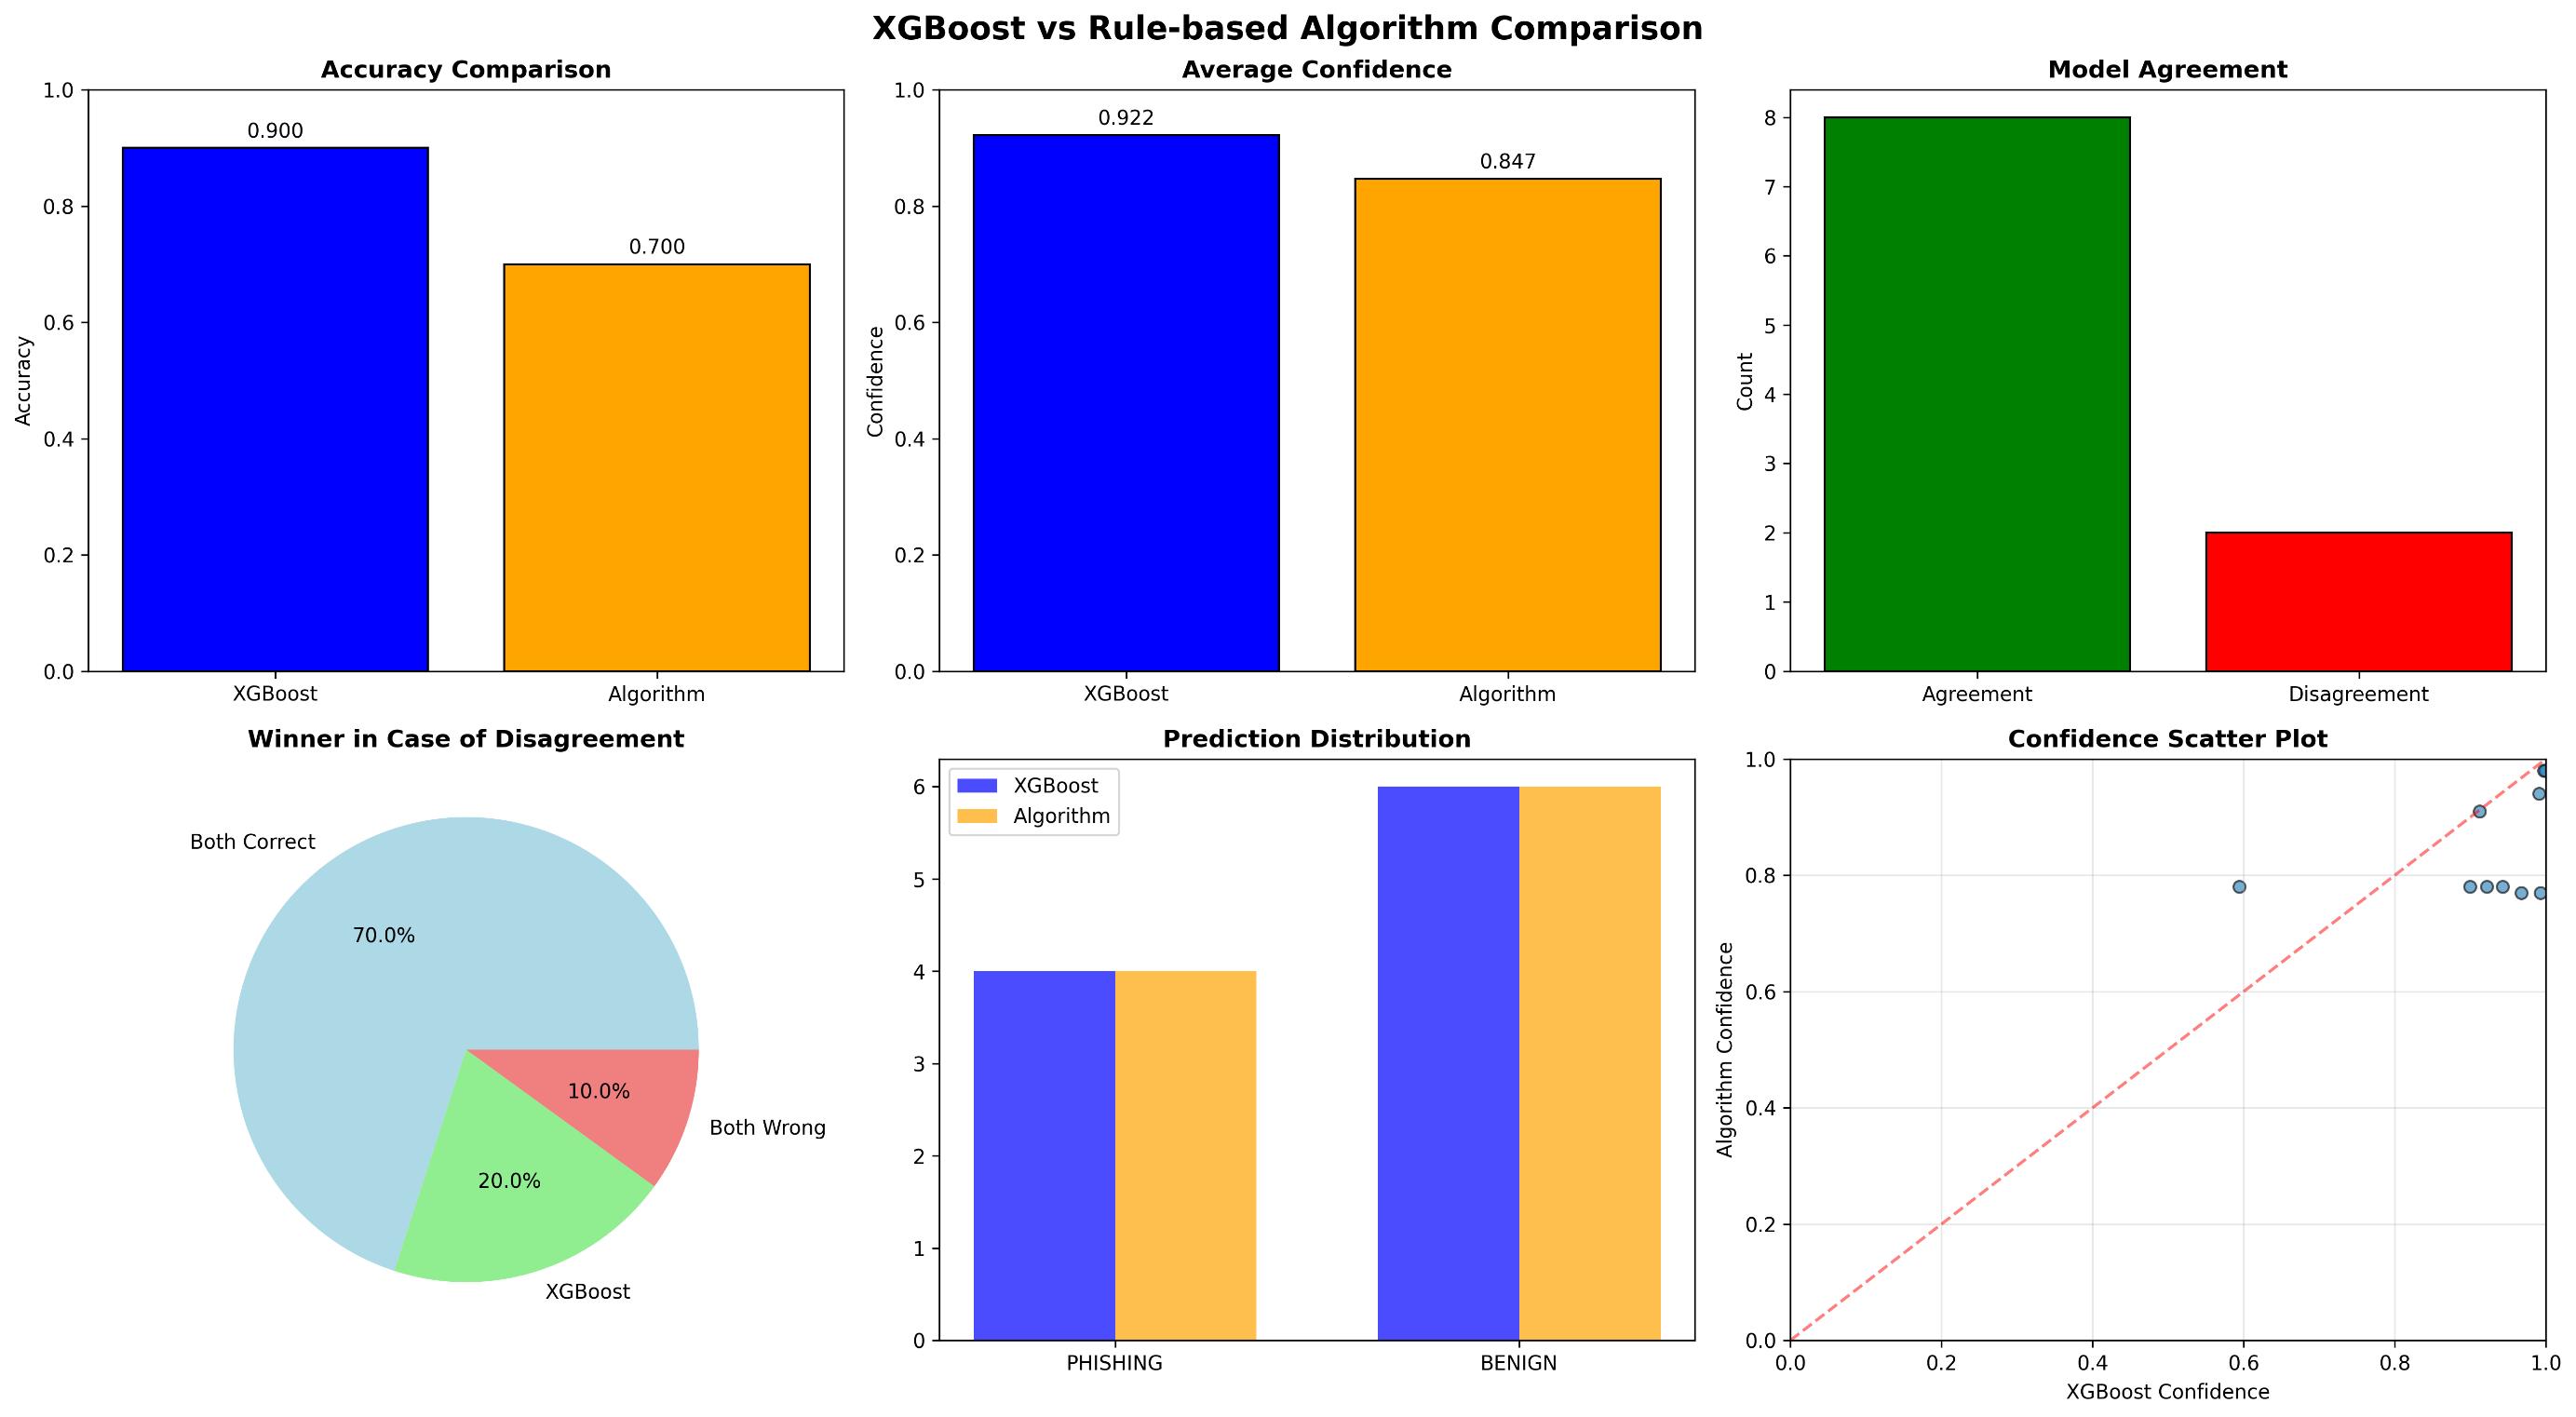 XGBoost vs Rule-based Algorithm Comparison
Accuracy Comparison
1.0
0.8
0.6
0.4
0.2
0.0
Accuracy
0.900
0.700
XGBoost
Algorithm
Average Confidence
1.0
0.8
0.6
0.4
0.2
0.0
Confidence
0.922
0.847
XGBoost
Algorithm
Model Agreement
8
7
6
5
4
3
2
1
0
Count
Agreement
Disagreement
Winner in Case of Disagreement
Both Correct
70.0%
10.0%
Both Wrong
20.0%
XGBoost
Prediction Distribution
XGBoost
Algorithm
6
5
4
3
2
1
0
PHISHING
BENIGN
Confidence Scatter Plot
1.0
0.8
0.6
0.4
0.2
0.0
Algorithm Confidence
0.0
0.2
0.4
0.6
0.8
1.0
XGBoost Confidence